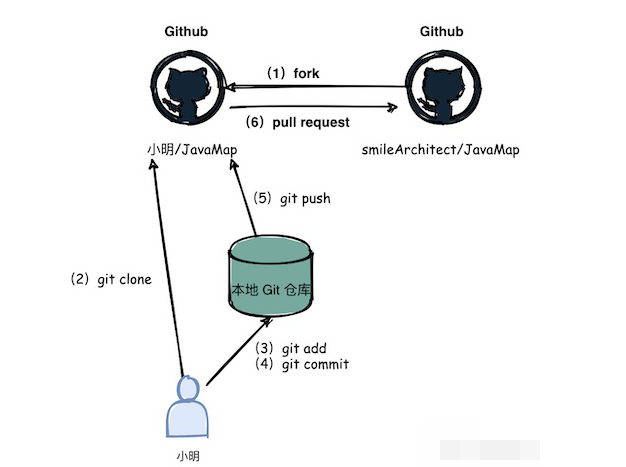 Github
Github
（1）fork
（6）pull request
小明/JavaMap
smileArchitect/JavaMap
（5）git push
（2）git clone
本地 Git 仓库
（3）git add
（4）git commit
小明